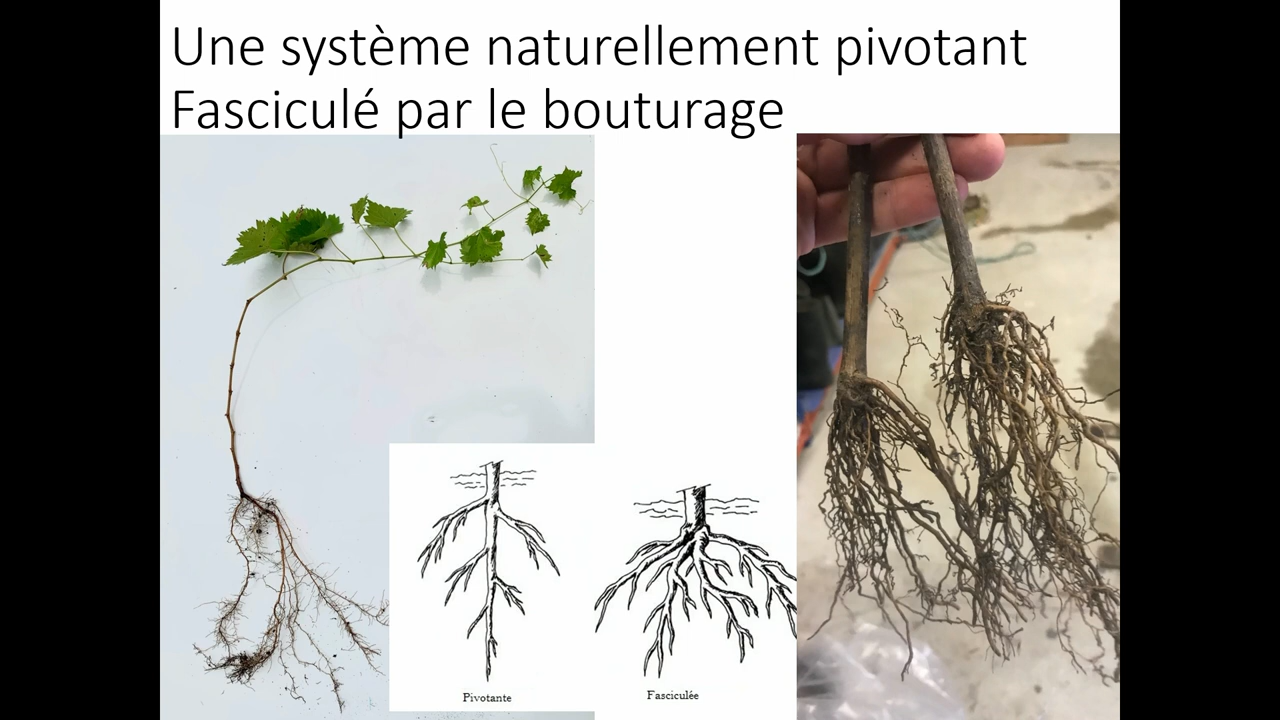 Une système naturellement pivotant
Fasciculé par le bouturage
Pivotante
Fasciculée